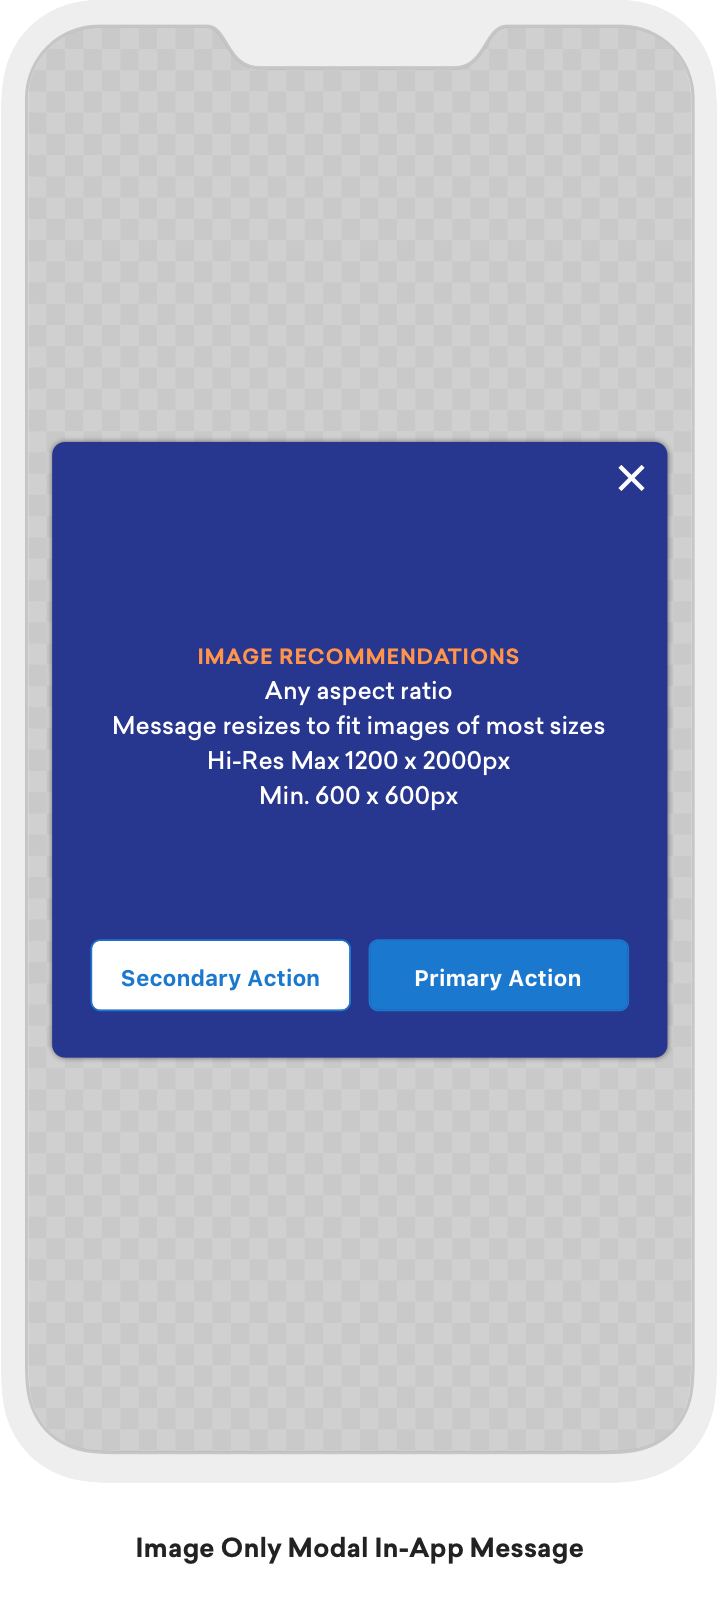 IMAGE RECOMMENDATIONS
Any aspect ratio
Message resizes to fit images of most sizes
Hi-Res Max 1200 x 2000px
Min. 600 x 600px
Secondary Action
Primary Action
Image Only Modal In-App Message